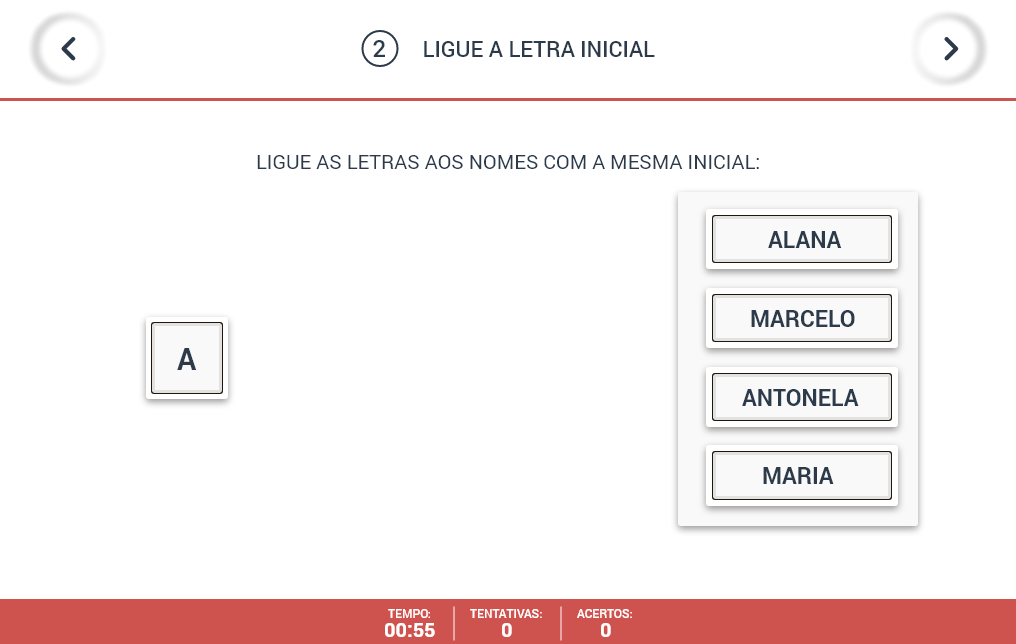 2 LIGUE A LETRA INICIAL
LIGUE AS LETRAS AOS NOMES COM A MESMA INICIAL:
A
ALANA
MARCELO
ANTONELA
MARIA
TEMPO: TENTATIVAS: ACERTOS:
00:55 0 0